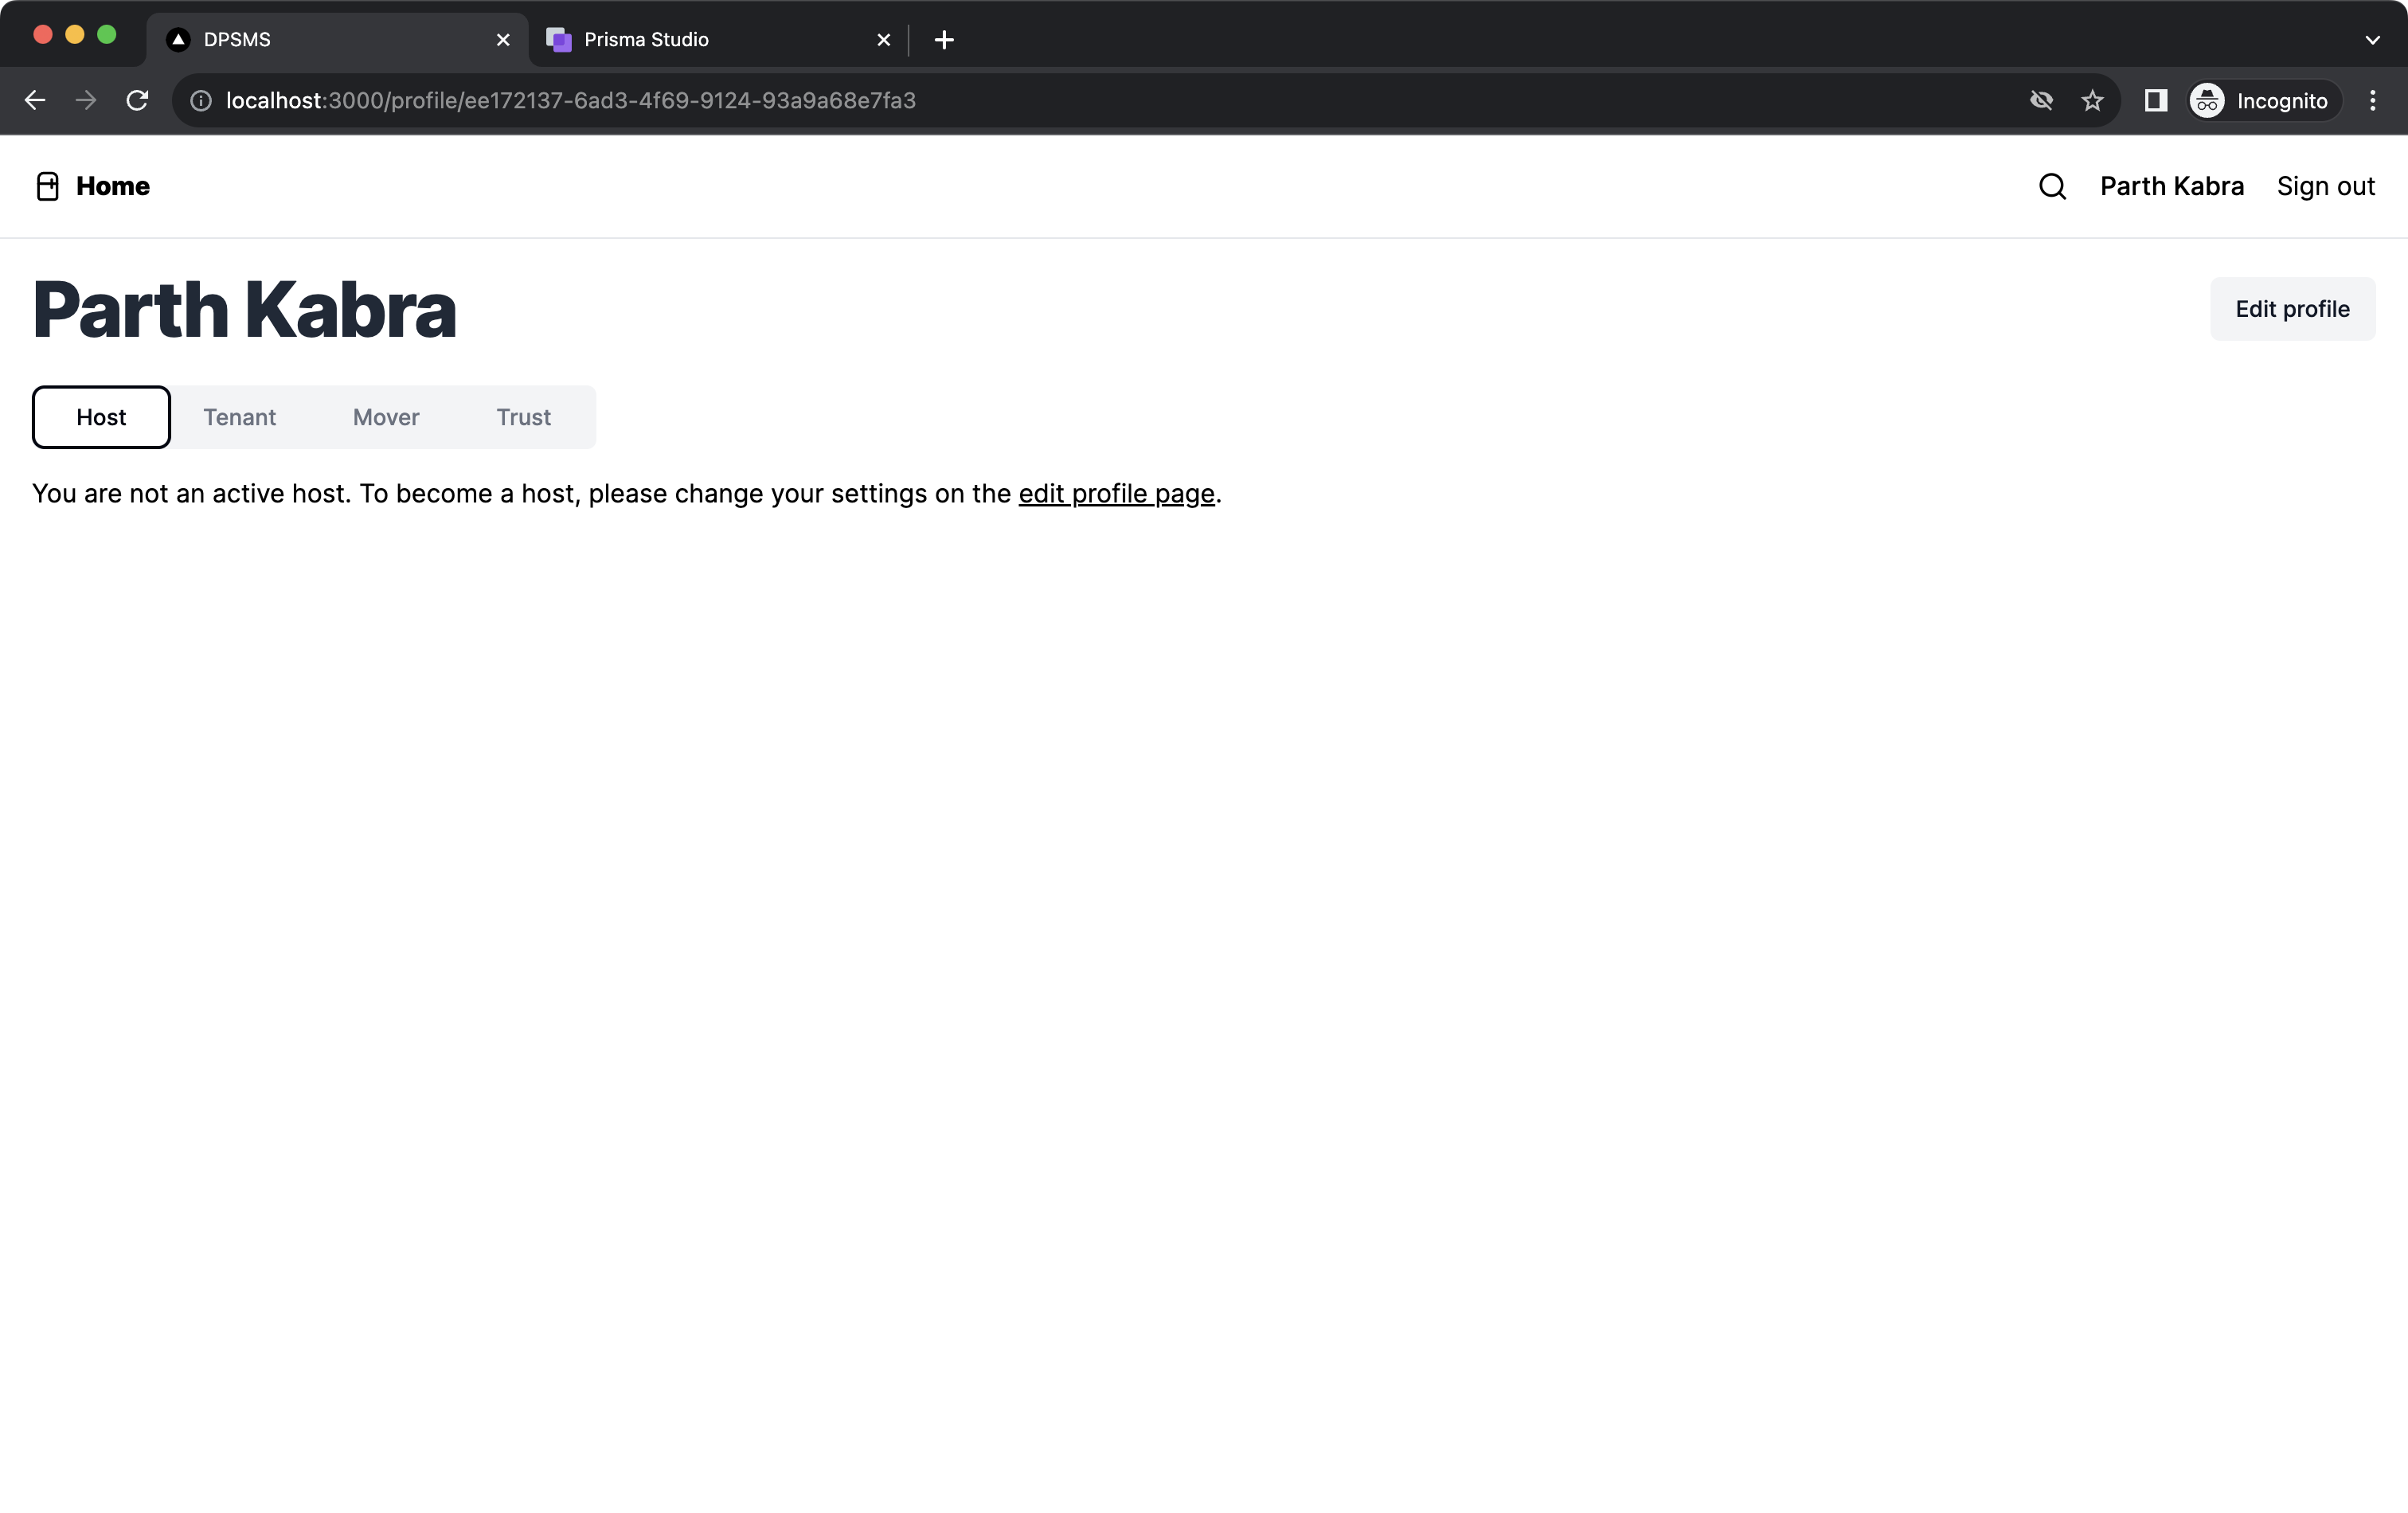 DPSMS
Prisma Studio
localhost:3000/profile/ee172137-6ad3-4f69-9124-93a9a68e7fa3
Incognito
Home
Parth Kabra
Sign out
Parth Kabra
Edit profile
Host
Tenant
Mover
Trust
You are not an active host. To become a host, please change your settings on the edit profile page.